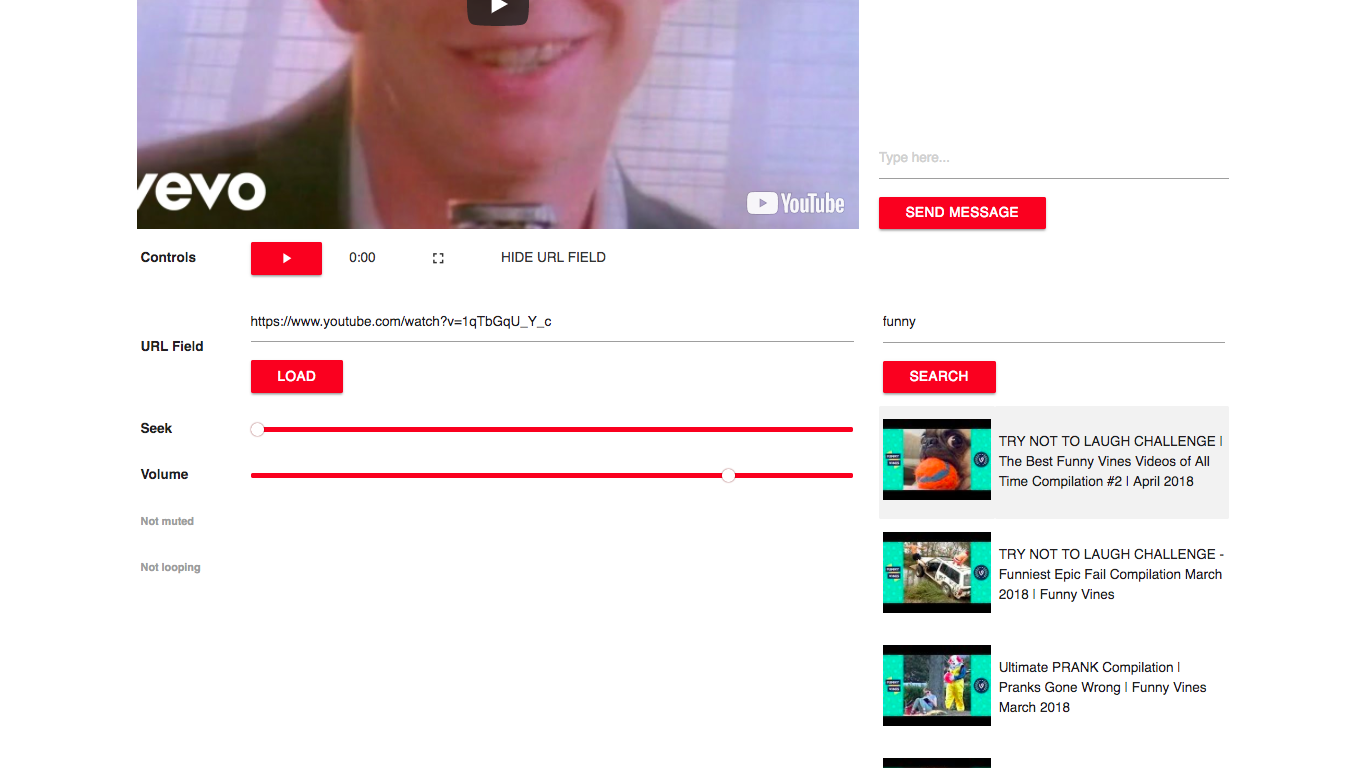 vevo
YouTube
Type here...
SEND MESSAGE
Controls
0:00
HIDE URL FIELD
https://www.youtube.com/watch?v=1qTbGqU_Y_c
URL Field
LOAD
funny
SEARCH
Seek
Volume
Not muted
Not looping
TRY NOT TO LAUGH CHALLENGE |
The Best Funny Vines Videos of All
Time Compilation #2 | April 2018
TRY NOT TO LAUGH CHALLENGE -
Funniest Epic Fail Compilation March
2018 | Funny Vines
Ultimate PRANK Compilation |
Pranks Gone Wrong | Funny Vines
March 2018